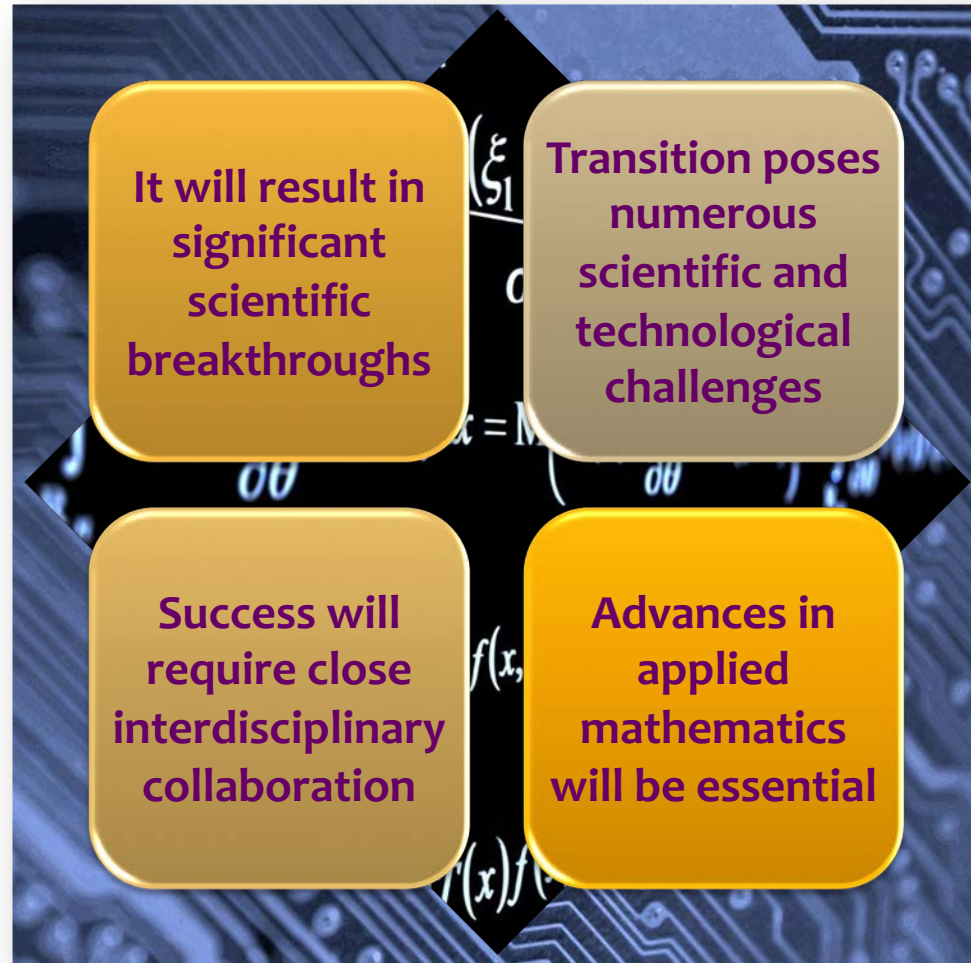 It will result in
significant
scientific
breakthroughs
Transition poses
numerous
scientific and
technological
challenges
Success will
require close
interdisciplinary
collaboration
Advances in
applied
mathematics
will be essential
(ξ
ξ1
= M
∂θ
∂θ
f(x,
(x)f(